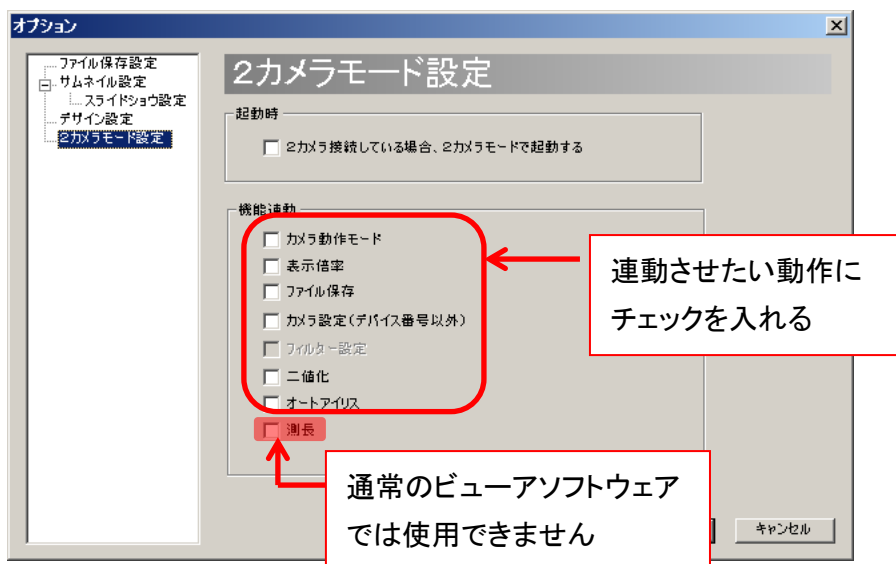 オプション
ファイル保存設定
サムネイル設定
スライドショウ設定
デザイン設定
2カメラモード設定
2カメラモード設定
起動時
2カメラ接続している場合、2カメラモードで起動する
機能連動
カメラ動作モード
表示倍率
ファイル保存
カメラ設定(デバイス番号以外)
フィルター設定
二値化
オートアイリス
測長
連動させたい動作に
チェックを入れる
通常のビューアソフトウェア
では使用できません
キャンセル